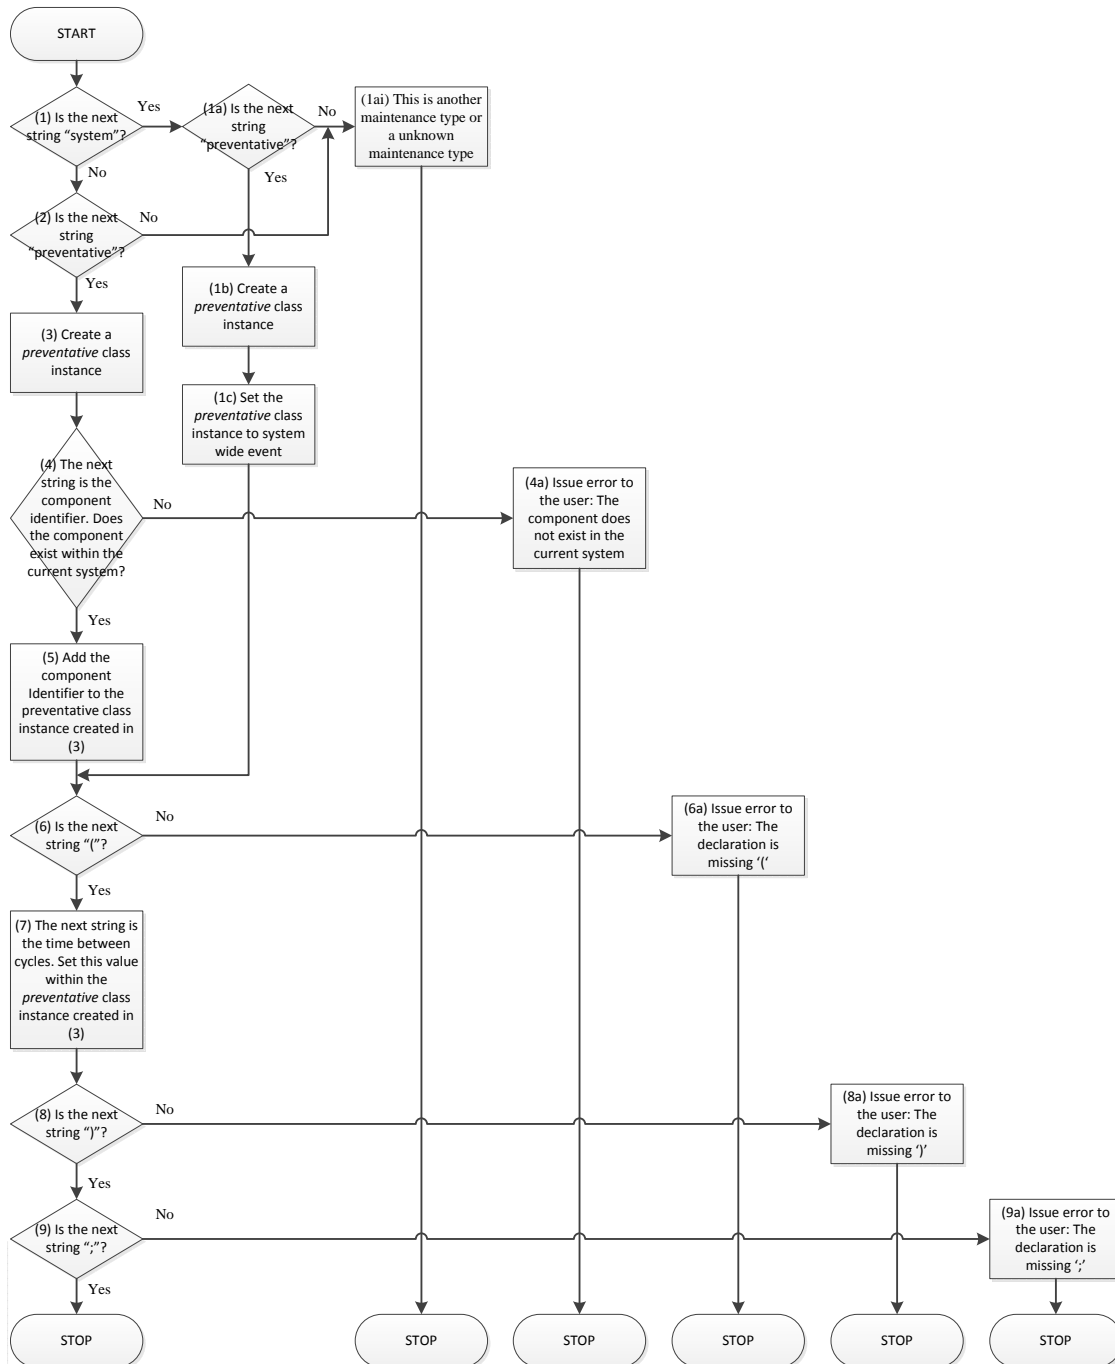 START
(1) Is the next
string “system”?
Yes
(1a) Is the next
string
“preventative”?
No
(1ai) This is another
maintenance type or
a unknown
maintenance type
No
Yes
(2) Is the next
string
“preventative”?
No
Yes
(1b) Create a
preventative class
instance
(3) Create a
preventative class
instance
(1c) Set the
preventative class
instance to system
wide event
(4) The next
string is the
component
identifier. Does
the component
exist within the
current system?
No
(4a) Issue error to
the user: The
component does
not exist in the
current system
Yes
(5) Add the
component
Identifier to the
preventative class
instance created in
(3)
(6) Is the next
string “(”?
No
(6a) Issue error to
the user: The
declaration is
missing ‘(‘
Yes
(7) The next string is
the time between
cycles. Set this value
within the
preventative class
instance created in
(3)
(8) Is the next
string “)”?
No
(8a) Issue error to
the user: The
declaration is
missing ‘)’
Yes
(9) Is the next
string “;”?
No
(9a) Issue error to
the user: The
declaration is
missing ‘;’
Yes
STOP
STOP
STOP
STOP
STOP
STOP